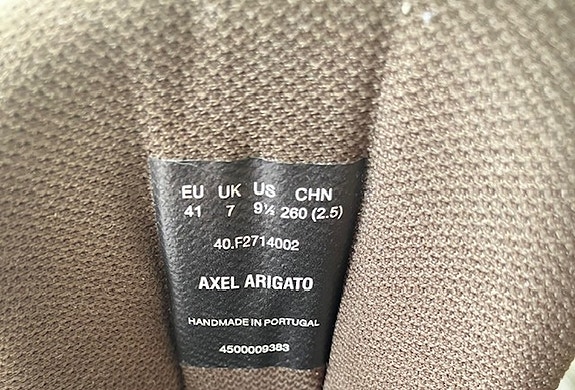 EU UK US CHN
41 7 9½ 260 (2.5)
40.F2714002
AXEL ARIGATO
HANDMADE IN PORTUGAL
4500009383